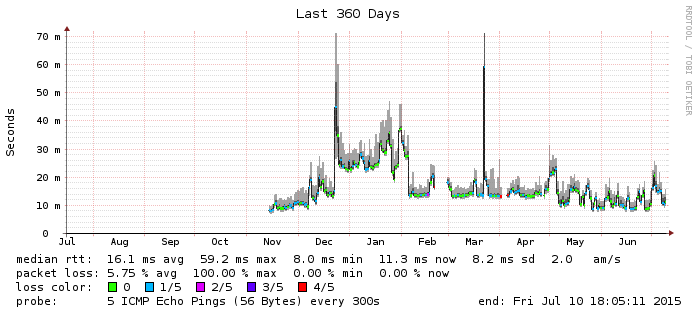 Last 360 Days
RRDTOOL / TOBI OETIKER
Seconds
70 m
60 m
50 m
40 m
30 m
20 m
10 m
0
Jul Aug Sep Oct Nov Dec Jan Feb Mar Apr May Jun
median rtt: 16.1 ms avg 59.2 ms max 8.0 ms min 11.3 ms now 8.2 ms sd 2.0 am/s
packet loss: 5.75 % avg 100.00 % max 0.00 % min 0.00 % now
loss color: 0 1/5 2/5 3/5 4/5
probe: 5 ICMP Echo Pings (56 Bytes) every 300s end: Fri Jul 10 18:05:11 2015